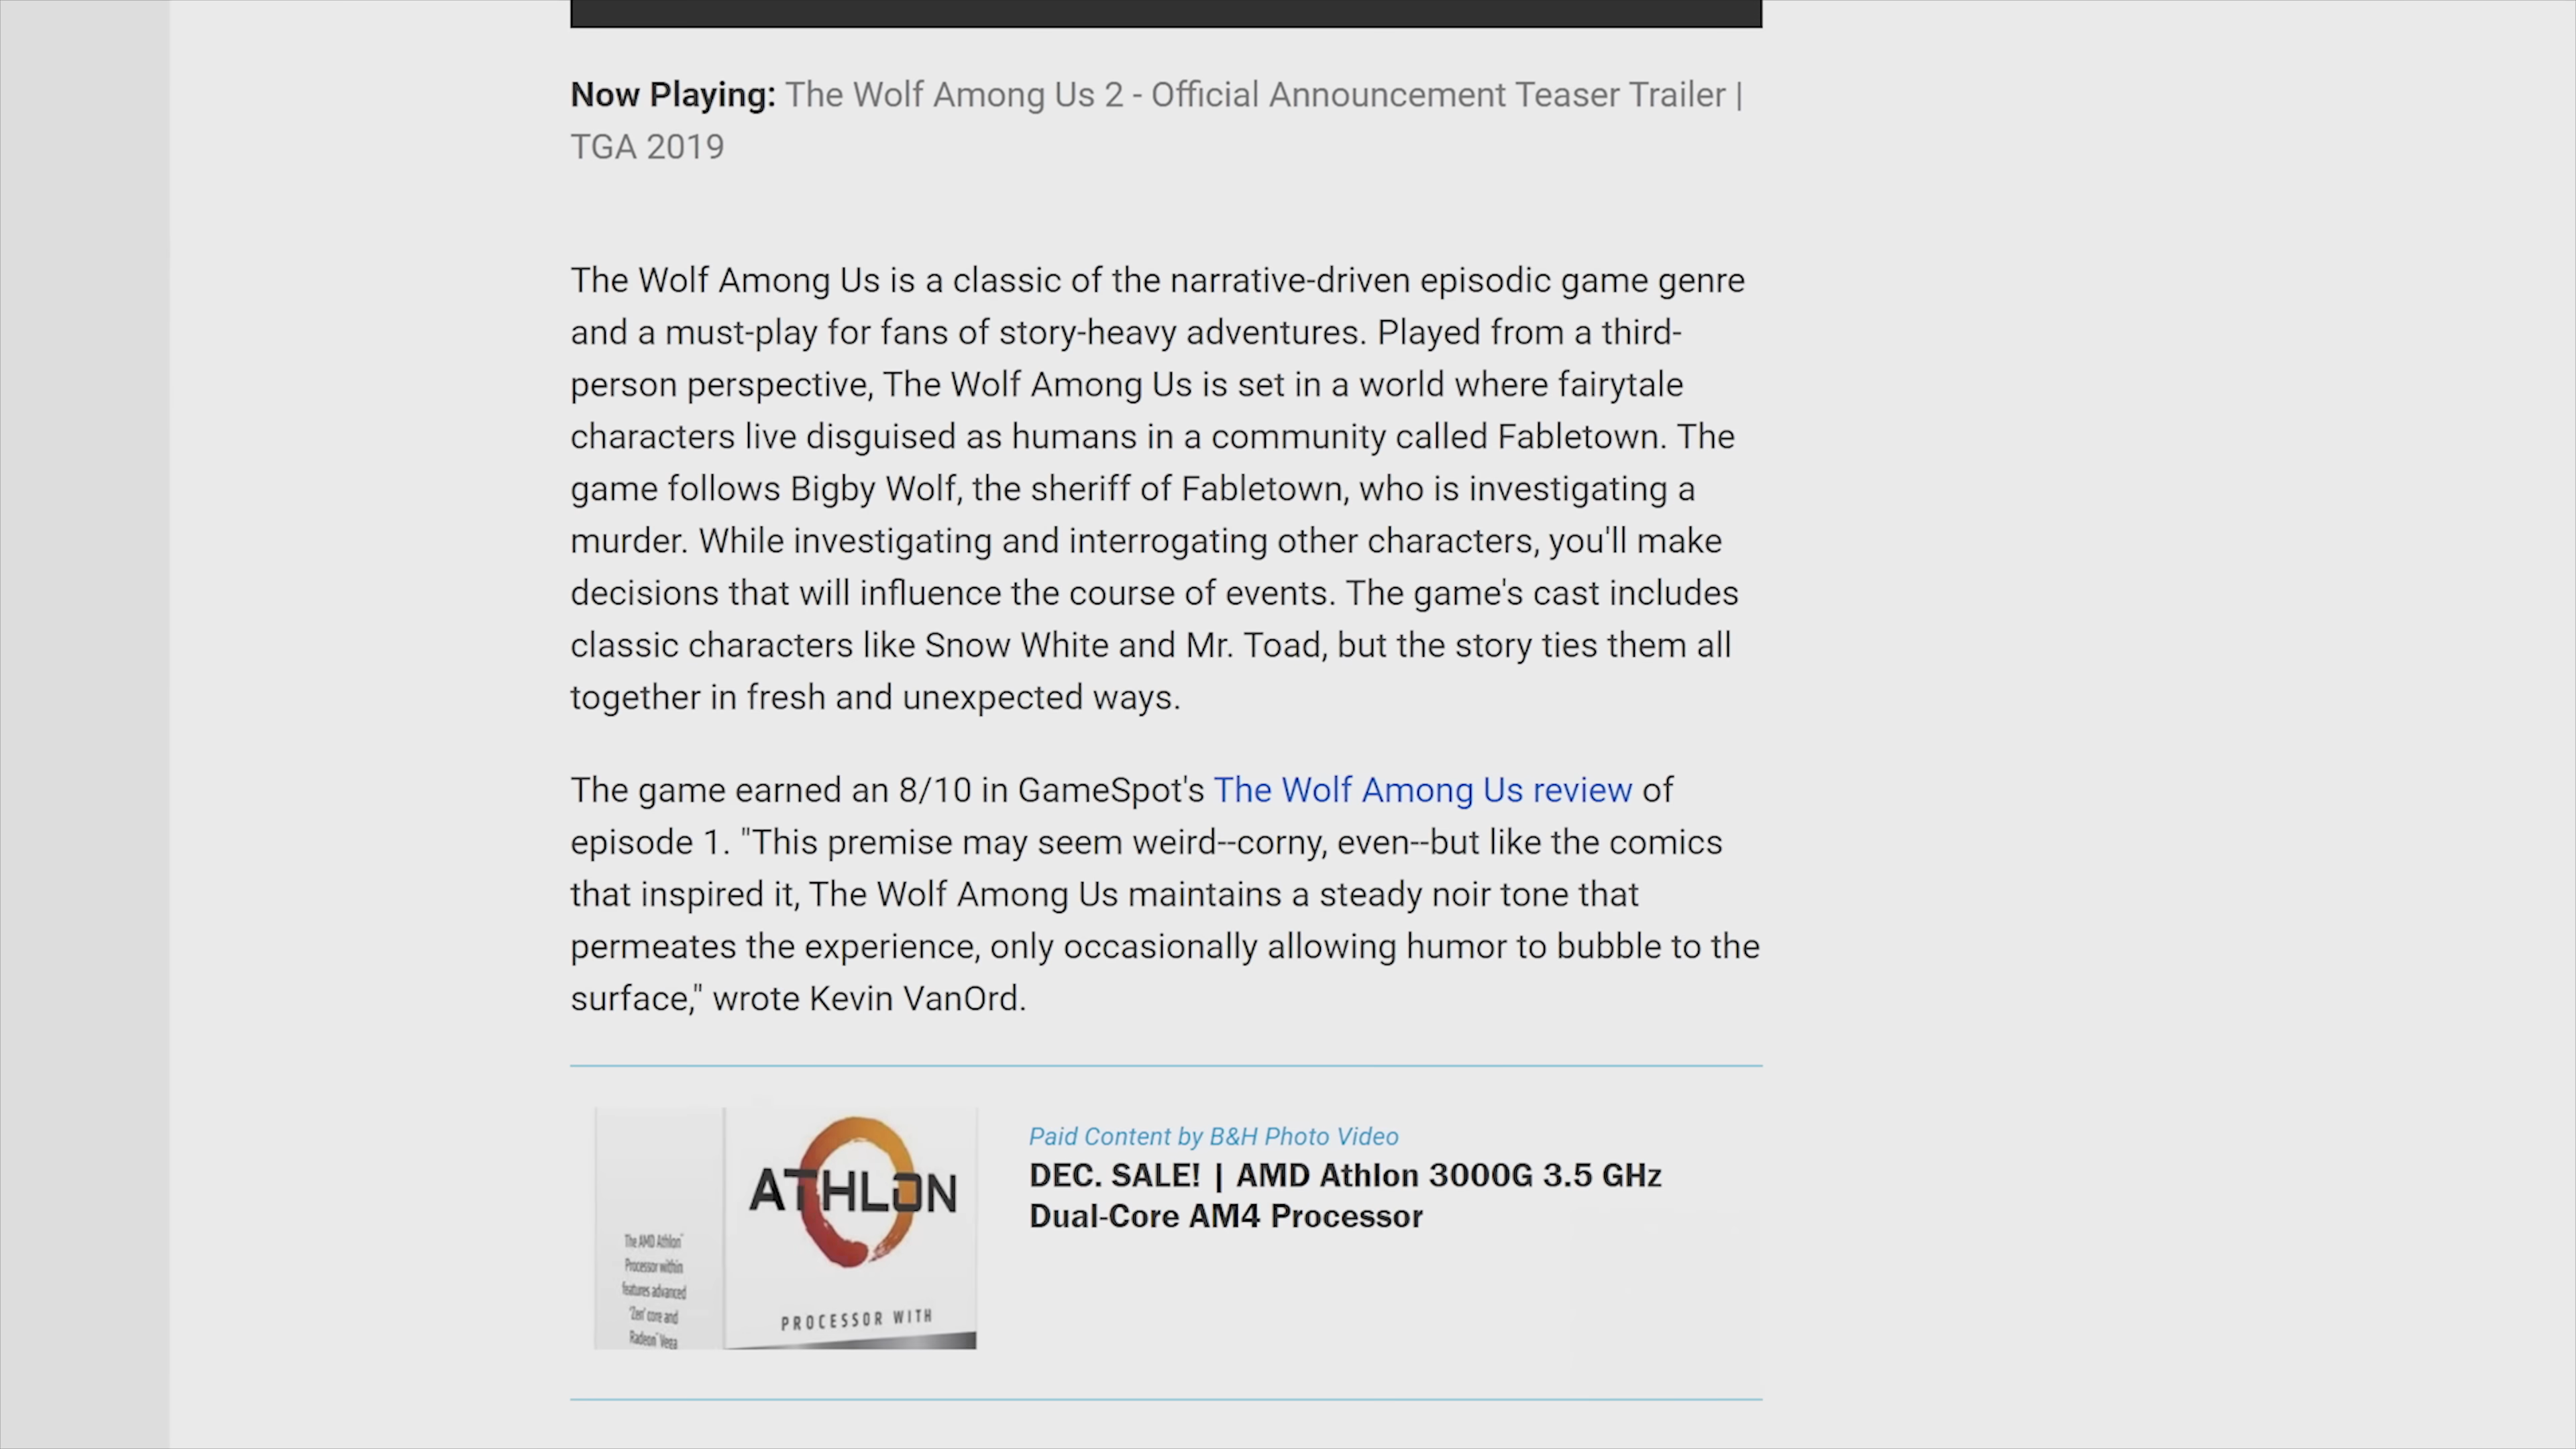 Now Playing: The Wolf Among Us 2 - Official Announcement Teaser Trailer |
TGA 2019
The Wolf Among Us is a classic of the narrative-driven episodic game genre
and a must-play for fans of story-heavy adventures. Played from a third-
person perspective, The Wolf Among Us is set in a world where fairytale
characters live disguised as humans in a community called Fabletown. The
game follows Bigby Wolf, the sheriff of Fabletown, who is investigating a
murder. While investigating and interrogating other characters, you'll make
decisions that will influence the course of events. The game's cast includes
classic characters like Snow White and Mr. Toad, but the story ties them all
together in fresh and unexpected ways.
The game earned an 8/10 in GameSpot's The Wolf Among Us review of
episode 1. "This premise may seem weird--corny, even--but like the comics
that inspired it, The Wolf Among Us maintains a steady noir tone that
permeates the experience, only occasionally allowing humor to bubble to the
surface," wrote Kevin VanOrd.
The AMD Athlon™
Processor within
features advanced
'Zen' core and
Radeon™ Vega
ATHLON
PROCESSOR WITH
Paid Content by B&H Photo Video
DEC. SALE! | AMD Athlon 3000G 3.5 GHz
Dual-Core AM4 Processor